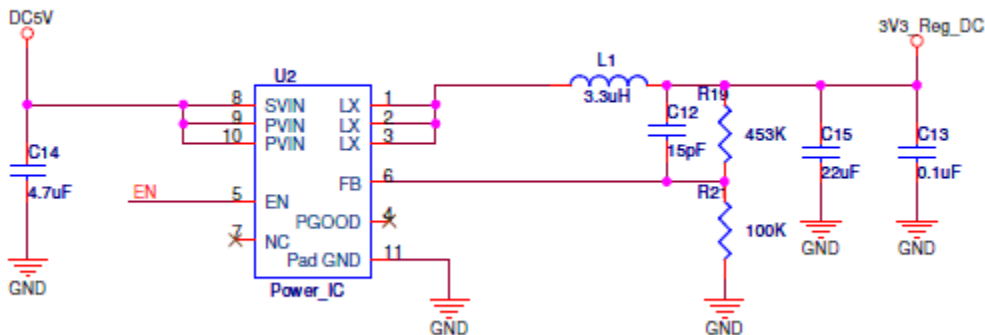 DC5V
3V3_Reg_DC
U2
L1
3.3uH
8 SVIN LX 1
9 PVIN LX 2
10 PVIN LX 3
C14
4.7uF
R19
453K
C12
15pF
C15
22uF
C13
0.1uF
FB 6
EN 5 EN
R21
100K
PGOOD 4
7 NC
Pad GND 11
Power_IC
GND
GND
GND
GND
GND